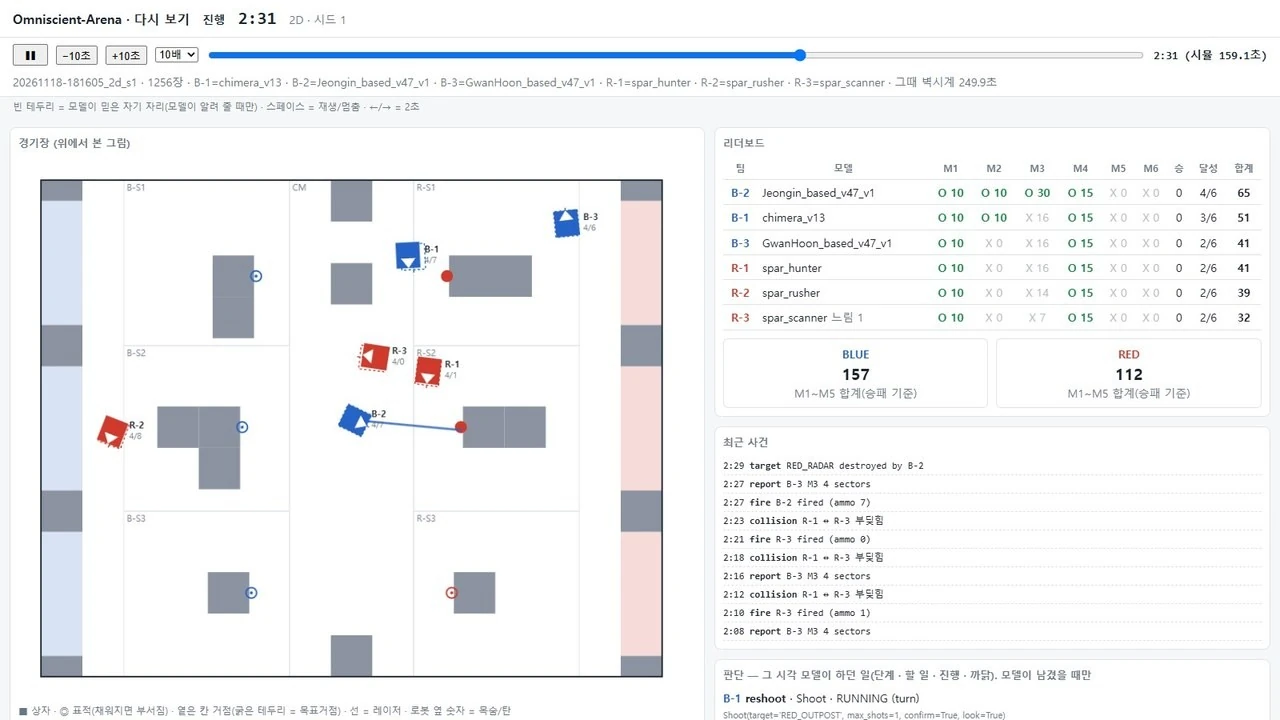 Omniscient-Arena · 다시 보기 진행 2:31 2D · 시드 1
−10초 +10초 10배 2:31 (시뮬 159.1초)
20261118-181605_2d_s1 · 1256장 · B-1=chimera_v13 · B-2=Jeongin_based_v47_v1 · B-3=GwanHoon_based_v47_v1 · R-1=spar_hunter · R-2=spar_rusher · R-3=spar_scanner · 그때 벽시계 249.9초
빈 테두리 = 모델이 믿은 자기 자리(모델이 알려 줄 때만) · 스페이스 = 재생/멈춤 · ←/→ = 2초
경기장 (위에서 본 그림)
B-S1 CM R-S1
B-3
4/6
B-1
4/7
B-S2 R-S2
R-3
4/0
R-1
4/1
B-2
4/7
R-2
4/8
B-S3 R-S3
■ 상자 · ◎ 표적(채워지면 부서짐) · 옅은 칸 거점(굵은 테두리 = 목표거점) · 선 = 레이저 · 로봇 옆 숫자 = 목숨/탄
리더보드
팀 모델 M1 M2 M3 M4 M5 M6 승 달성 합계
B-2 Jeongin_based_v47_v1 O 10 O 10 O 30 O 15 X 0 X 0 0 4/6 65
B-1 chimera_v13 O 10 O 10 X 16 O 15 X 0 X 0 0 3/6 51
B-3 GwanHoon_based_v47_v1 O 10 X 0 X 16 O 15 X 0 X 0 0 2/6 41
R-1 spar_hunter O 10 X 0 X 16 O 15 X 0 X 0 0 2/6 41
R-2 spar_rusher O 10 X 0 X 14 O 15 X 0 X 0 0 2/6 39
R-3 spar_scanner 느림 1 O 10 X 0 X 7 O 15 X 0 X 0 0 2/6 32
BLUE
157
M1~M5 합계(승패 기준)
RED
112
M1~M5 합계(승패 기준)
최근 사건
2:29 target RED_RADAR destroyed by B-2
2:27 report B-3 M3 4 sectors
2:27 fire B-2 fired (ammo 7)
2:23 collision R-1 ↔ R-3 부딪힘
2:21 fire R-3 fired (ammo 0)
2:18 collision R-1 ↔ R-3 부딪힘
2:16 report B-3 M3 4 sectors
2:12 collision R-1 ↔ R-3 부딪힘
2:10 fire R-3 fired (ammo 1)
2:08 report B-3 M3 4 sectors
판단 — 그 시각 모델이 하던 일(단계 · 할 일 · 진행 · 까닭). 모델이 남겼을 때만
B-1 reshoot · Shoot · RUNNING (turn)
Shoot(target='RED_OUTPOST', max_shots=1, confirm=True, look=True)